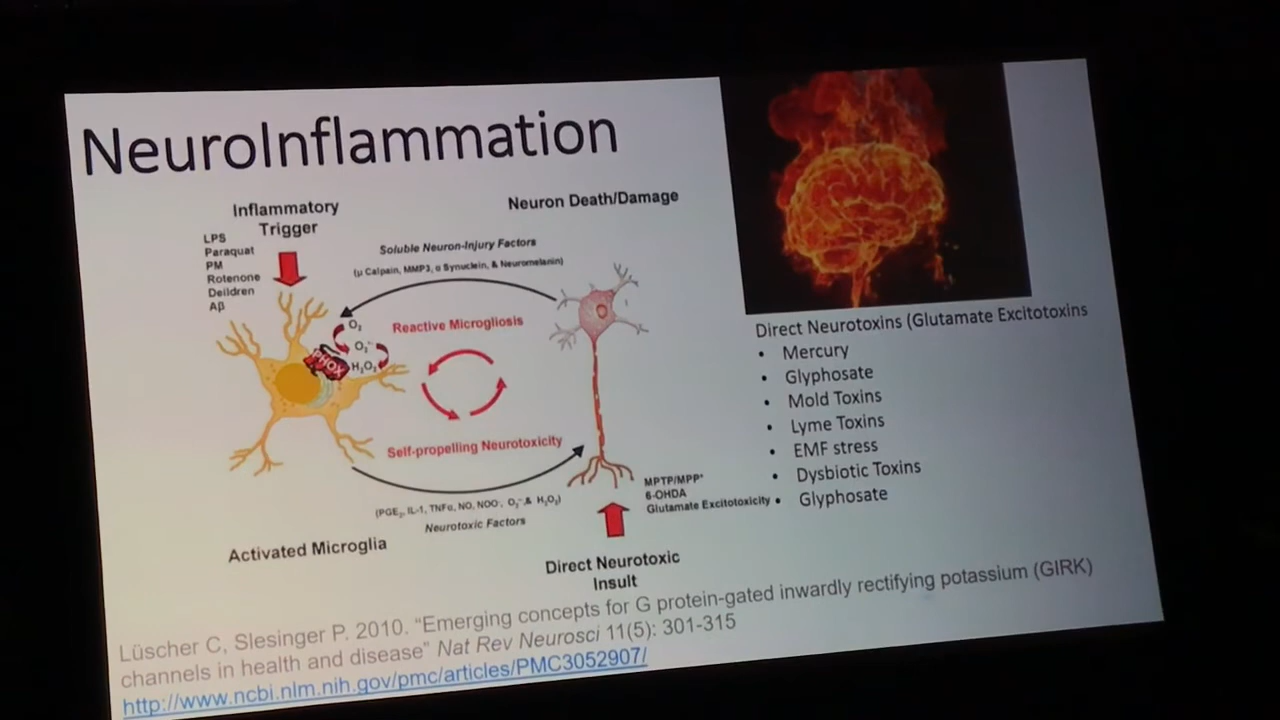 NeuroInflammation
Inflammatory
Trigger
LPS
Paraquat
PM
Rotenone
Deildren
Aβ
Neuron Death/Damage
Soluble Neuron-Injury Factors
(μ Calpain, MMP3, α Synuclein, & Neuromelanin)
O₂
O₂⁻
H₂O₂
PHOX
Reactive Microgliosis
Self-propelling Neurotoxicity
(PGE₂, IL-1, TNFα, NO, NOO⁻, O₂⁻ & H₂O₂)
Neurotoxic Factors
Activated Microglia
MPTP/MPP⁺
6-OHDA
Glutamate Excitotoxicity
Direct Neurotoxic
Insult
Direct Neurotoxins (Glutamate Excitotoxins
• Mercury
• Glyphosate
• Mold Toxins
• Lyme Toxins
• EMF stress
• Dysbiotic Toxins
• Glyphosate
Lüscher C, Slesinger P. 2010. "Emerging concepts for G protein-gated inwardly rectifying potassium (GIRK)
channels in health and disease" Nat Rev Neurosci 11(5): 301-315
http://www.ncbi.nlm.nih.gov/pmc/articles/PMC3052907/